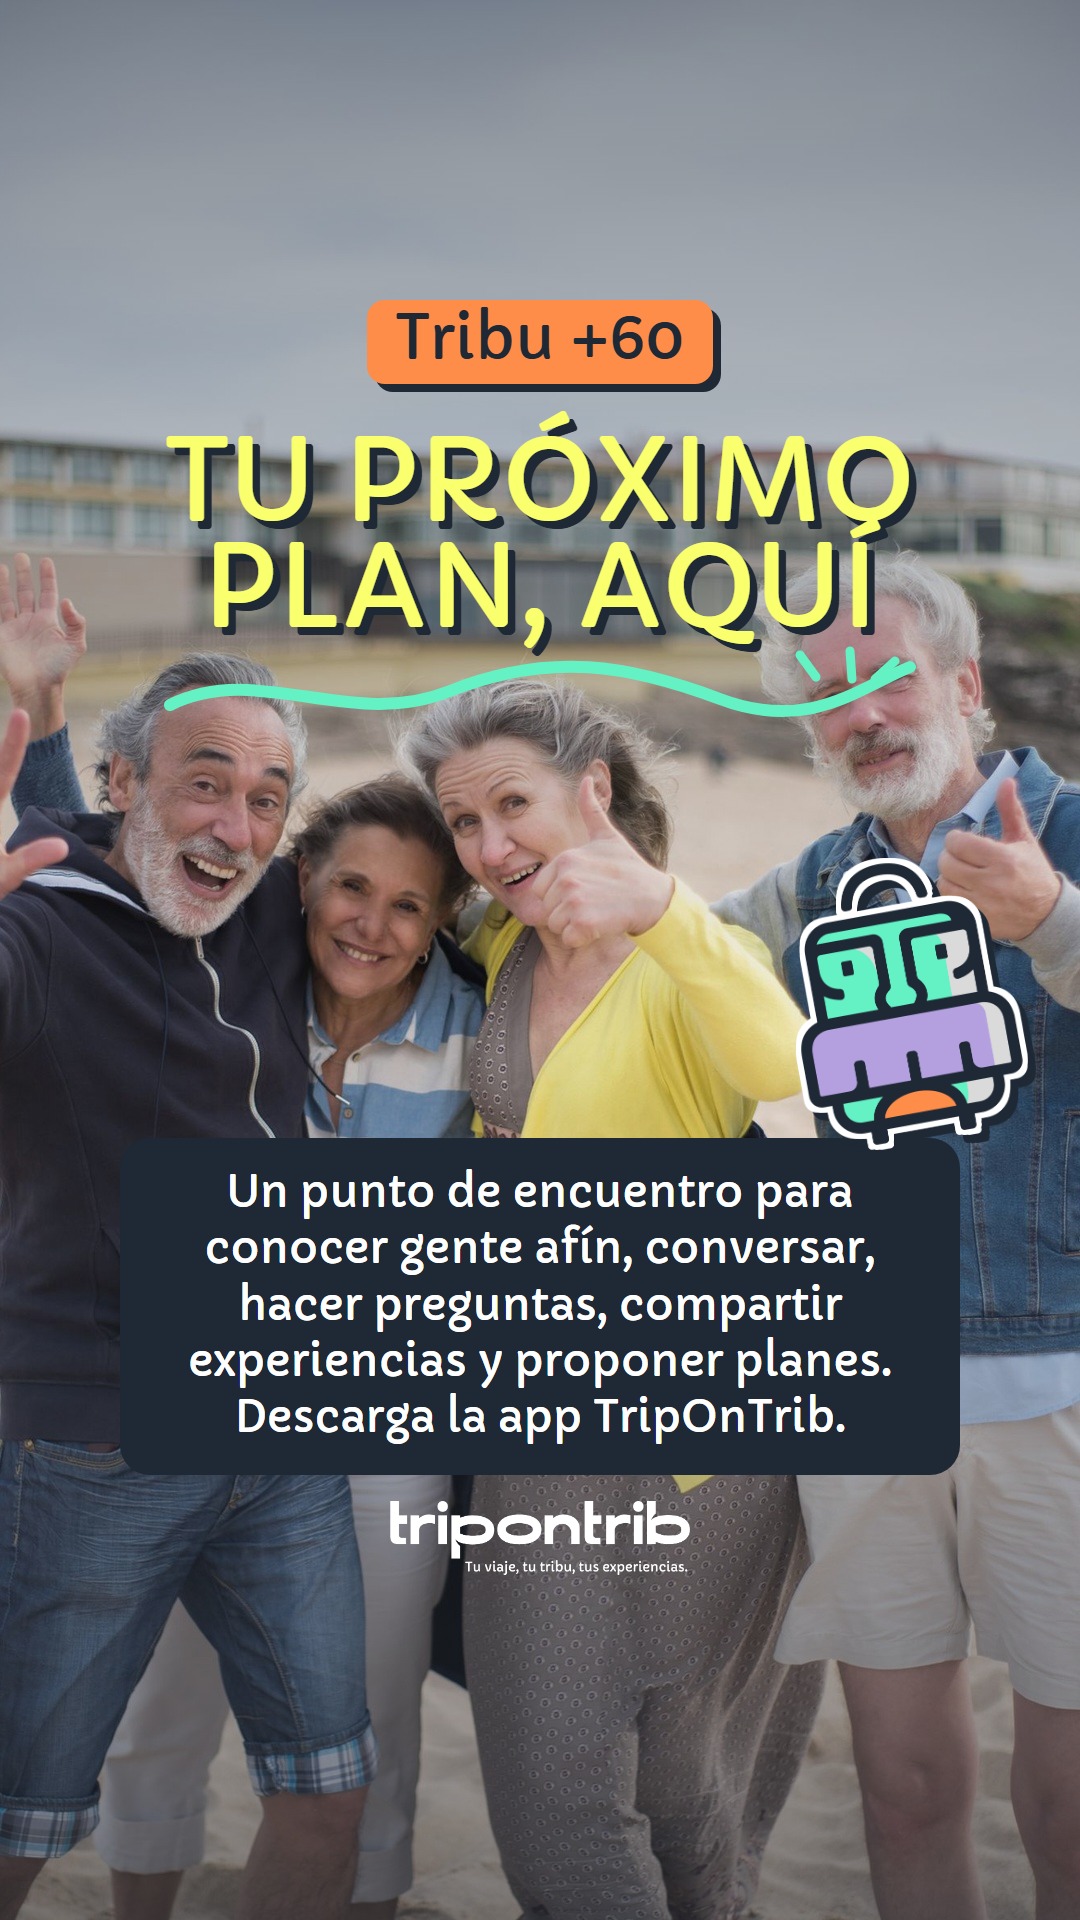 Tribu +60
TU PRÓXIMO
PLAN, AQUÍ
Un punto de encuentro para
conocer gente afín, conversar,
hacer preguntas, compartir
experiencias y proponer planes.
Descarga la app TripOnTrib.
tripontrib
Tu viaje, tu tribu, tus experiencias.